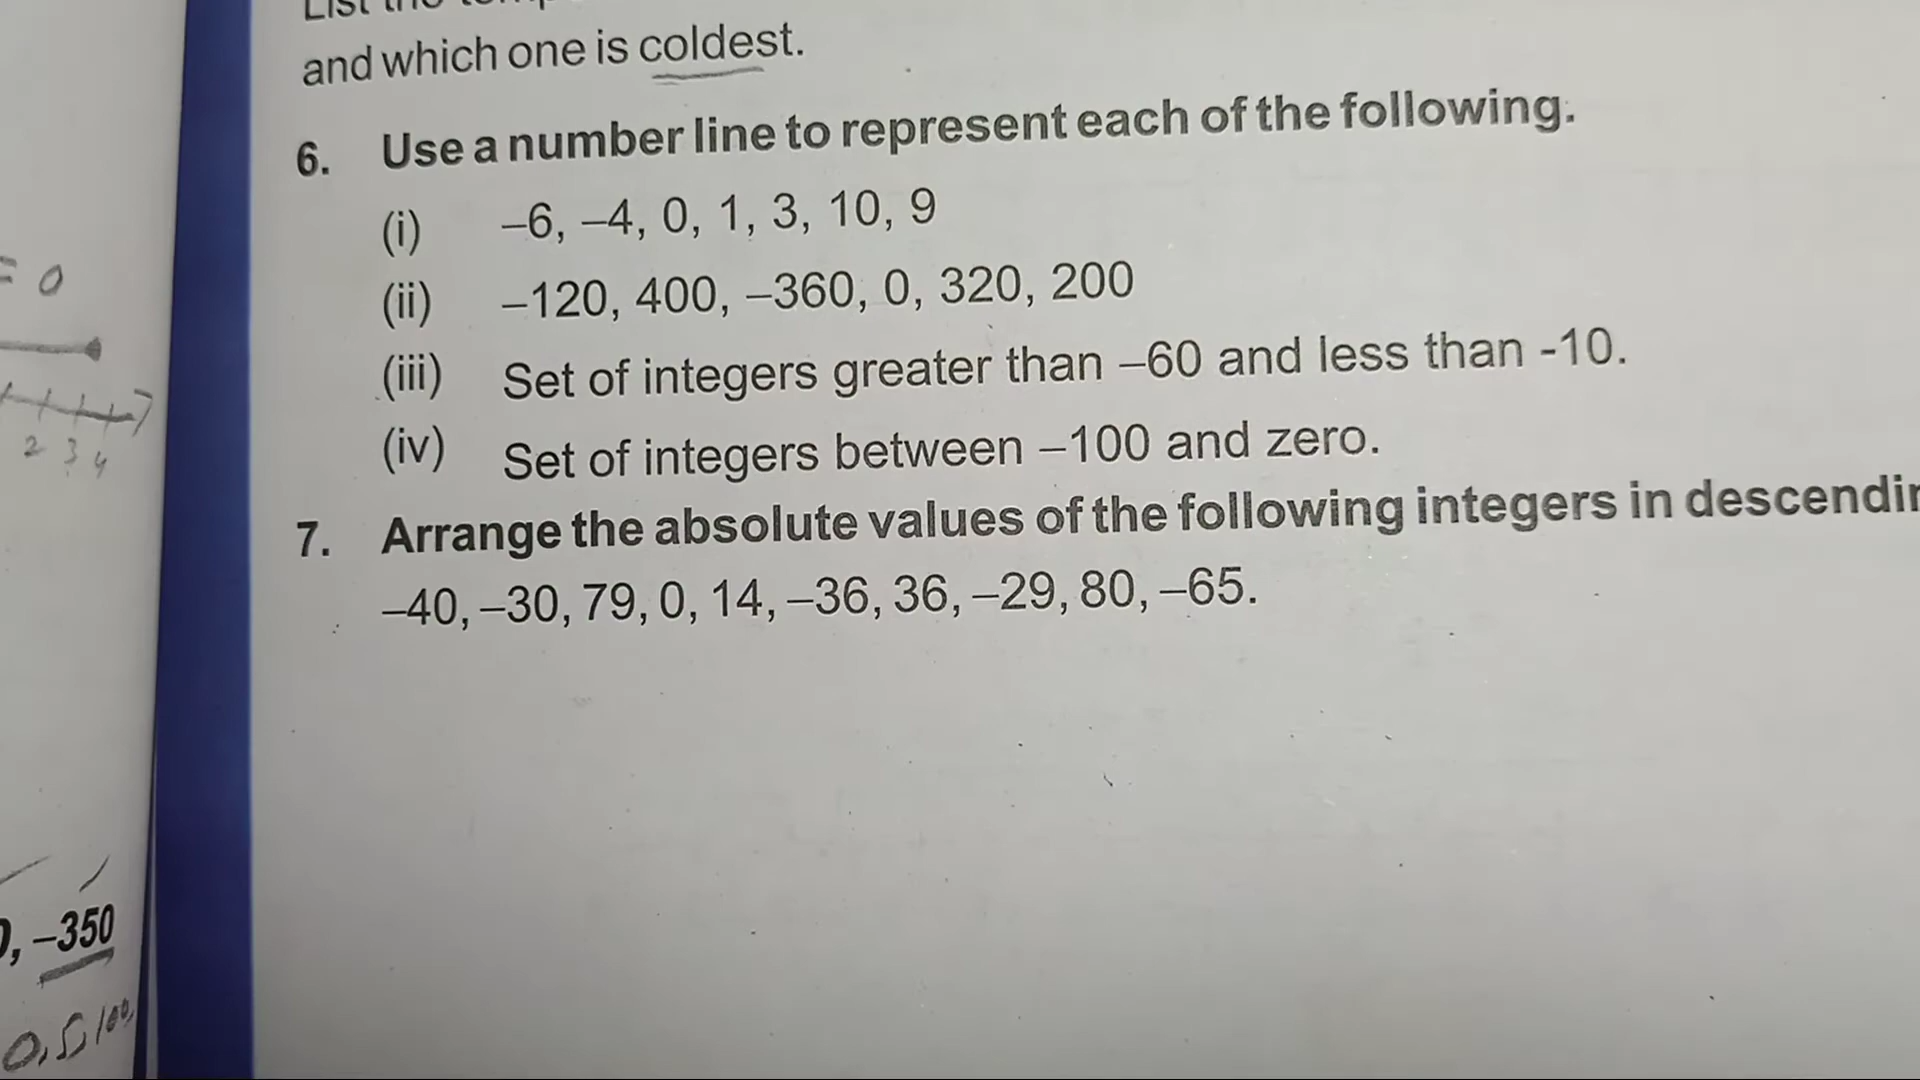 and which one is coldest.
6. Use a number line to represent each of the following.
(i) –6, –4, 0, 1, 3, 10, 9
(ii) –120, 400, –360, 0, 320, 200
(iii) Set of integers greater than –60 and less than -10.
(iv) Set of integers between –100 and zero.
7. Arrange the absolute values of the following integers in
–40, –30, 79, 0, 14, –36, 36, –29, 80, –65.
= 0
2 3 4
, –350